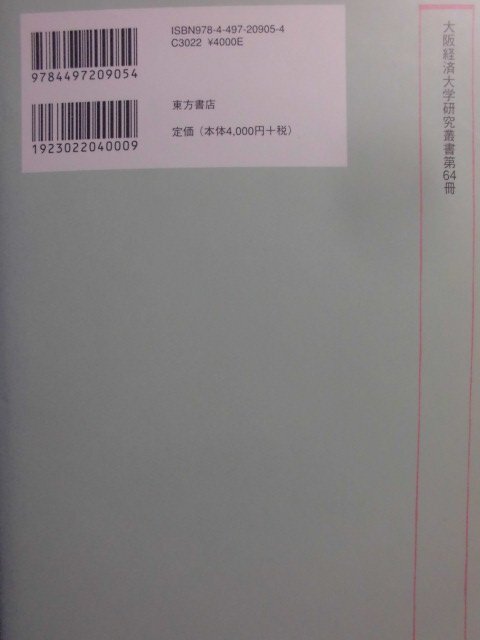 ISBN978-4-497-20905-4
C3022 ¥4000E
9784497209054
東方書店
定価（本体4,000円＋税）
1923022040009
大阪経済大学研究叢書第64冊